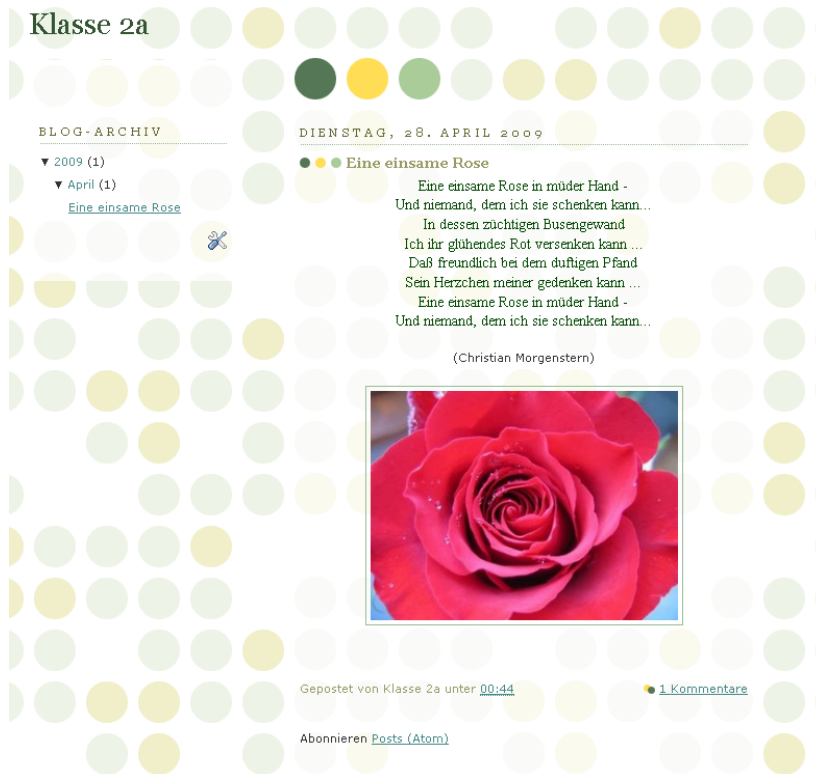 Klasse 2a
BLOG-ARCHIV
▼ 2009 (1)
▼ April (1)
Eine einsame Rose
DIENSTAG, 28. APRIL 2009
Eine einsame Rose
Eine einsame Rose in müder Hand -
Und niemand, dem ich sie schenken kann...
In dessen züchtigen Busengewand
Ich ihr glühendes Rot versenken kann ...
Daß freundlich bei dem duftigen Pfand
Sein Herzchen meiner gedenken kann ...
Eine einsame Rose in müder Hand -
Und niemand, dem ich sie schenken kann...
(Christian Morgenstern)
Gepostet von Klasse 2a unter 00:44
1 Kommentare
Abonnieren Posts (Atom)